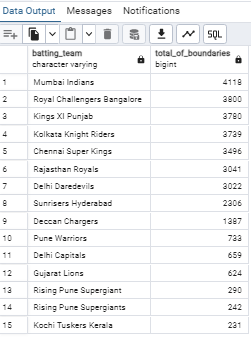 Data Output Messages Notifications
SQL
batting_team total_of_boundaries
character varying bigint
1 Mumbai Indians 4118
2 Royal Challengers Bangalore 3800
3 Kings XI Punjab 3780
4 Kolkata Knight Riders 3739
5 Chennai Super Kings 3496
6 Rajasthan Royals 3041
7 Delhi Daredevils 3022
8 Sunrisers Hyderabad 2306
9 Deccan Chargers 1387
10 Pune Warriors 733
11 Delhi Capitals 659
12 Gujarat Lions 624
13 Rising Pune Supergiant 290
14 Rising Pune Supergiants 242
15 Kochi Tuskers Kerala 231